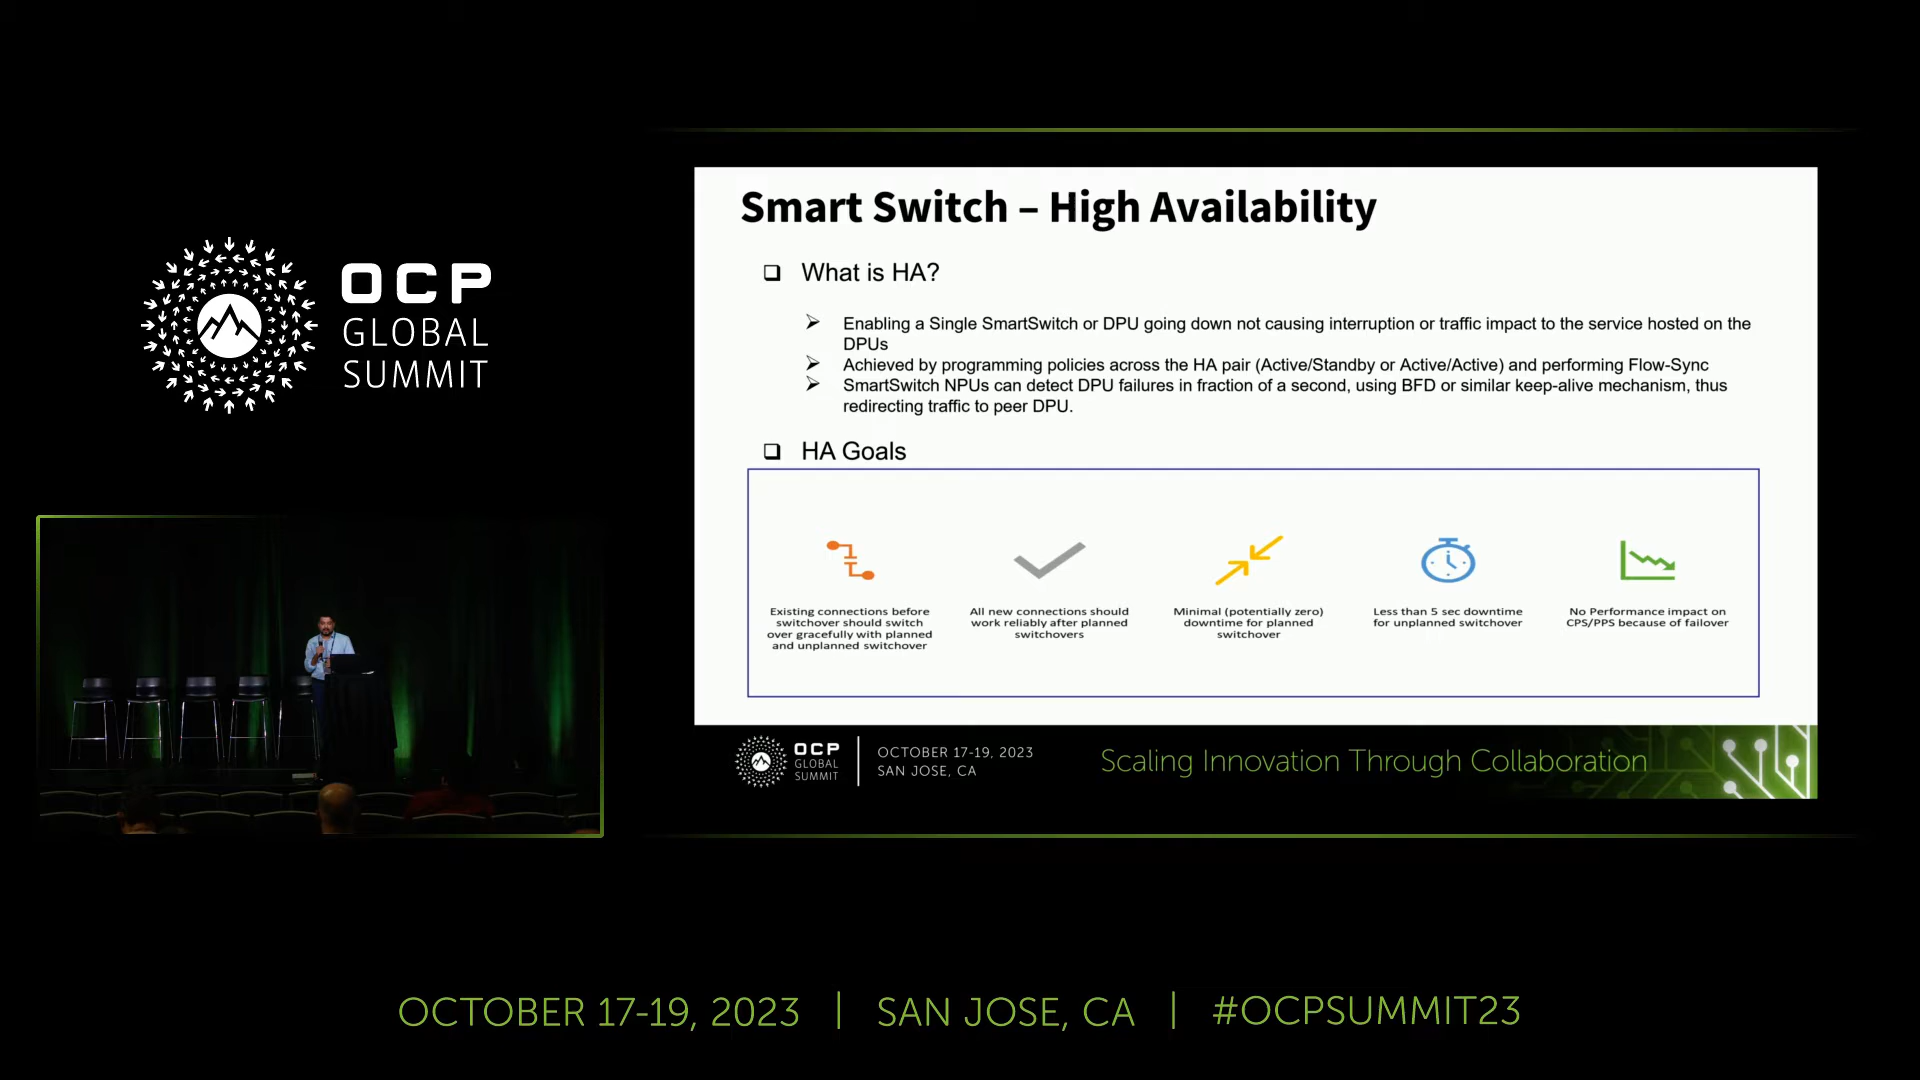 OCP
GLOBAL
SUMMIT
Smart Switch – High Availability
❑ What is HA?
➢ Enabling a Single SmartSwitch or DPU going down not causing interruption or traffic impact to the service hosted on the
DPUs
➢ Achieved by programming policies across the HA pair (Active/Standby or Active/Active) and performing Flow-Sync
➢ SmartSwitch NPUs can detect DPU failures in fraction of a second, using BFD or similar keep-alive mechanism, thus
redirecting traffic to peer DPU.
❑ HA Goals
Existing connections before
switchover should switch
over gracefully with planned
and unplanned switchover
All new connections should
work reliably after planned
switchovers
Minimal (potentially zero)
downtime for planned
switchover
Less than 5 sec downtime
for unplanned switchover
No Performance impact on
CPS/PPS because of failover
OCP
GLOBAL
SUMMIT
OCTOBER 17-19, 2023
SAN JOSE, CA
Scaling Innovation Through Collaboration
OCTOBER 17-19, 2023 | SAN JOSE, CA | #OCPSUMMIT23